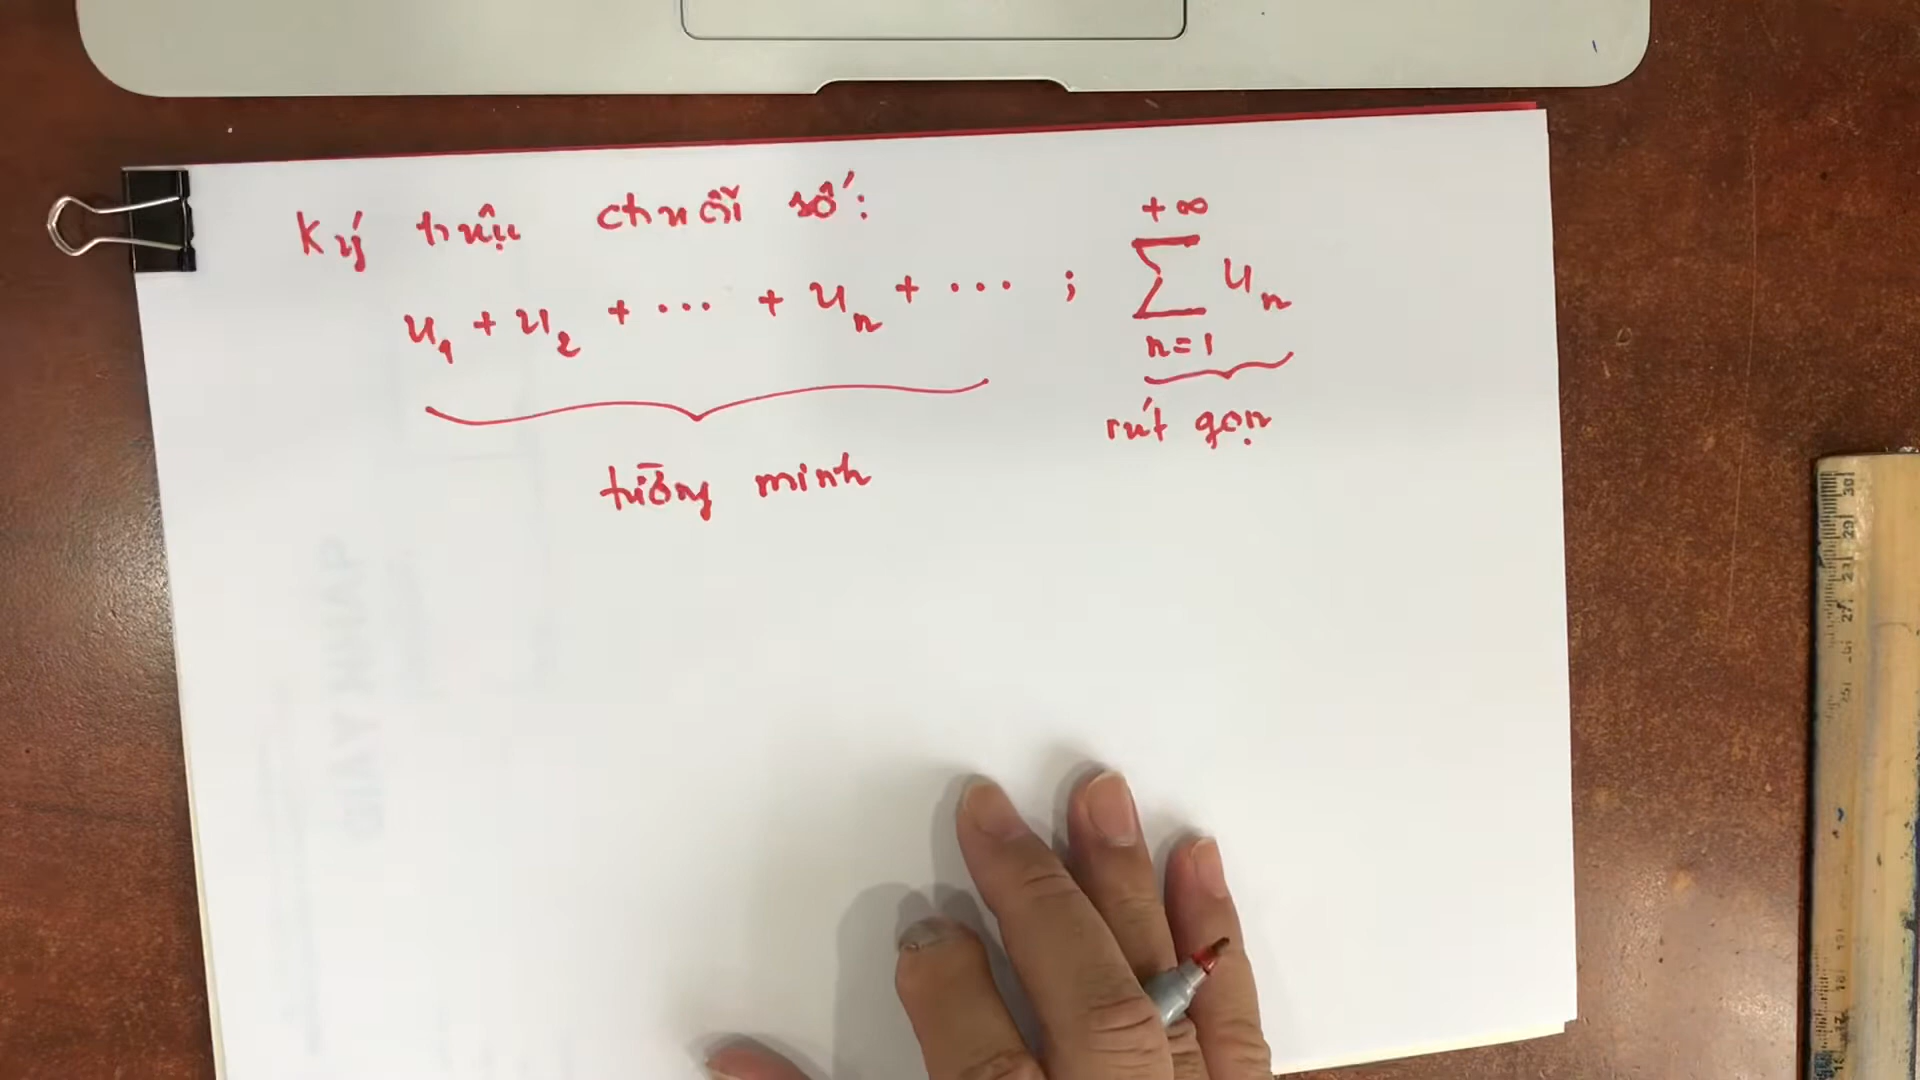 Ký hiệu chuỗi số:
u₁ + u₂ + ... + uₙ + ... ; +∞ ∑ n=1 uₙ
tường minh
rút gọn